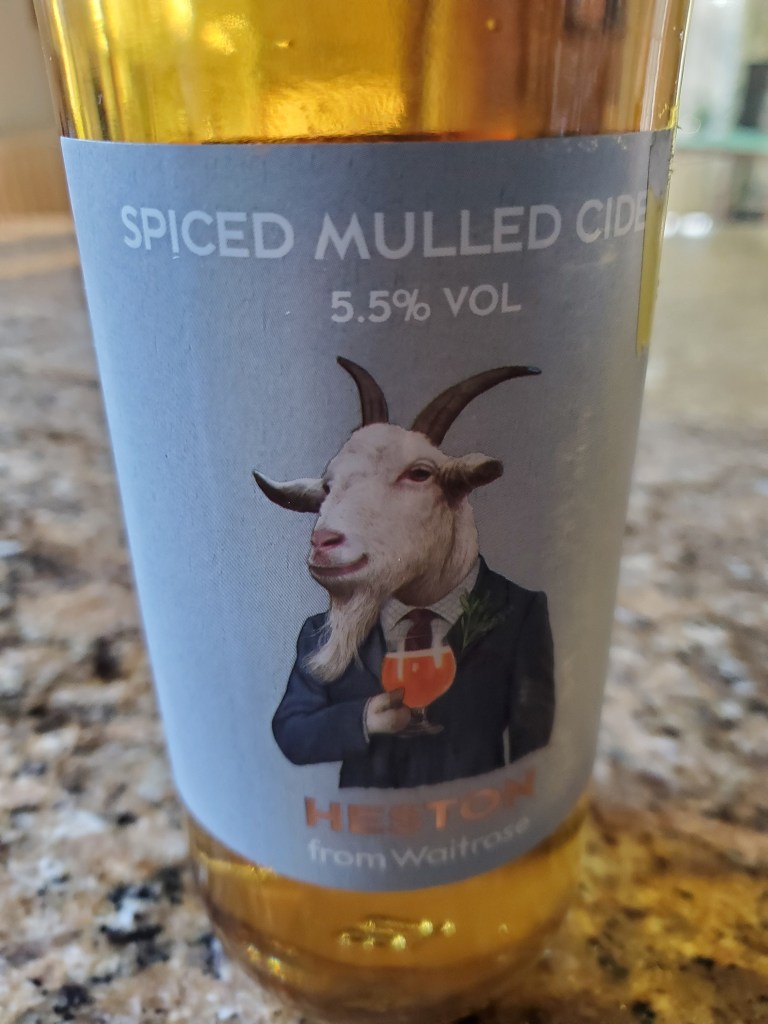 SPICED MULLED CIDE
5.5% VOL
HESTON
from Waitrose